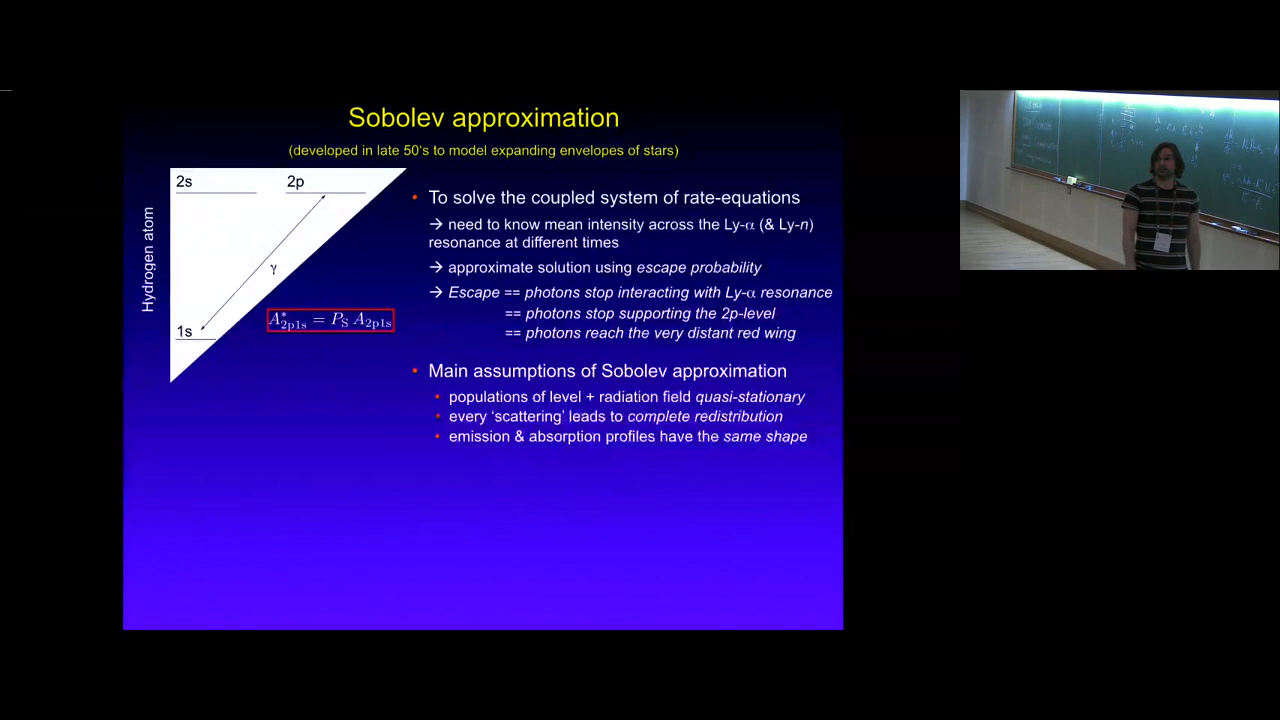 Sobolev approximation
(developed in late 50's to model expanding envelopes of stars)
2s
2p
Hydrogen atom
γ
1s
A*2p1s = PS A2p1s
• To solve the coupled system of rate-equations
→ need to know mean intensity across the Ly-α (& Ly-n)
resonance at different times
→ approximate solution using escape probability
→ Escape == photons stop interacting with Ly-α resonance
== photons stop supporting the 2p-level
== photons reach the very distant red wing
• Main assumptions of Sobolev approximation
• populations of level + radiation field quasi-stationary
• every ‘scattering’ leads to complete redistribution
• emission & absorption profiles have the same shape